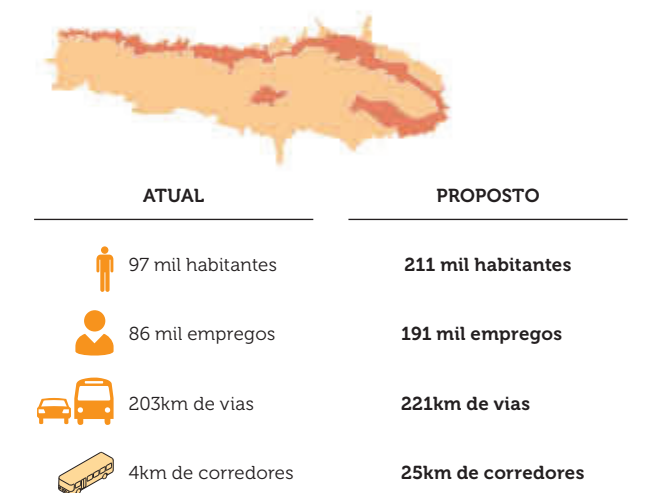 ATUAL PROPOSTO
97 mil habitantes 211 mil habitantes
86 mil empregos 191 mil empregos
203km de vias 221km de vias
4km de corredores 25km de corredores